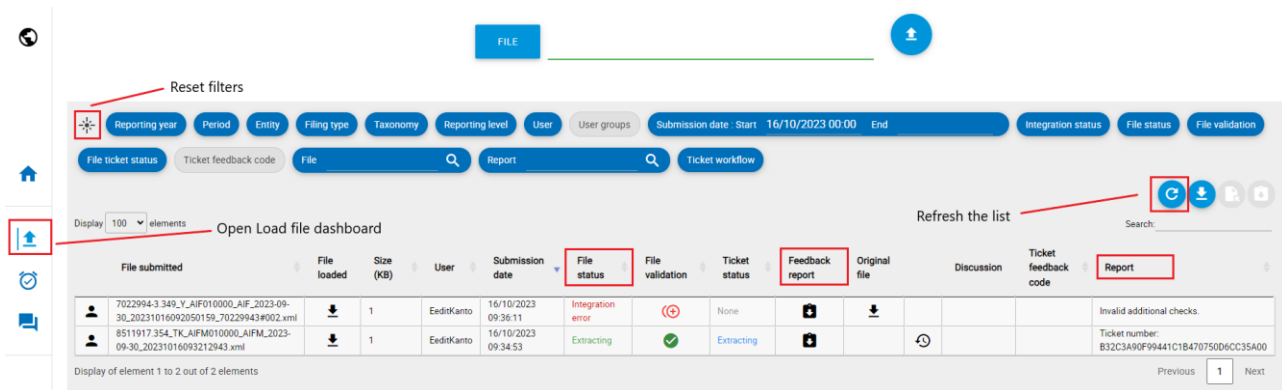 FILE
Reset filters
Reporting year Period Entity Filing type Taxonomy Reporting level User User groups Submission date : Start 16/10/2023 00:00 End Integration status File status File validation
File ticket status Ticket feedback code File Report Ticket workflow
Refresh the list
Display 100 elements
Open Load file dashboard
Search:
File submitted File loaded Size (KB) User Submission date File status File validation Ticket status Feedback report Original file Discussion Ticket feedback code Report
7022994-3.349_Y_AIF010000_AIF_2023-09-
30_20231016092050159_70229943#002.xml
1 EeditKanto 16/10/2023 09:36:11 Integration error None Invalid additional checks.
8511917.354_TK_AIFM010000_AIFM_2023-
09-30_20231016093212943.xml
1 EeditKanto 16/10/2023 09:34:53 Extracting Extracting Ticket number:
B32C3A90F99441C1B470750D6CC35A00
Display of element 1 to 2 out of 2 elements
Previous 1 Next